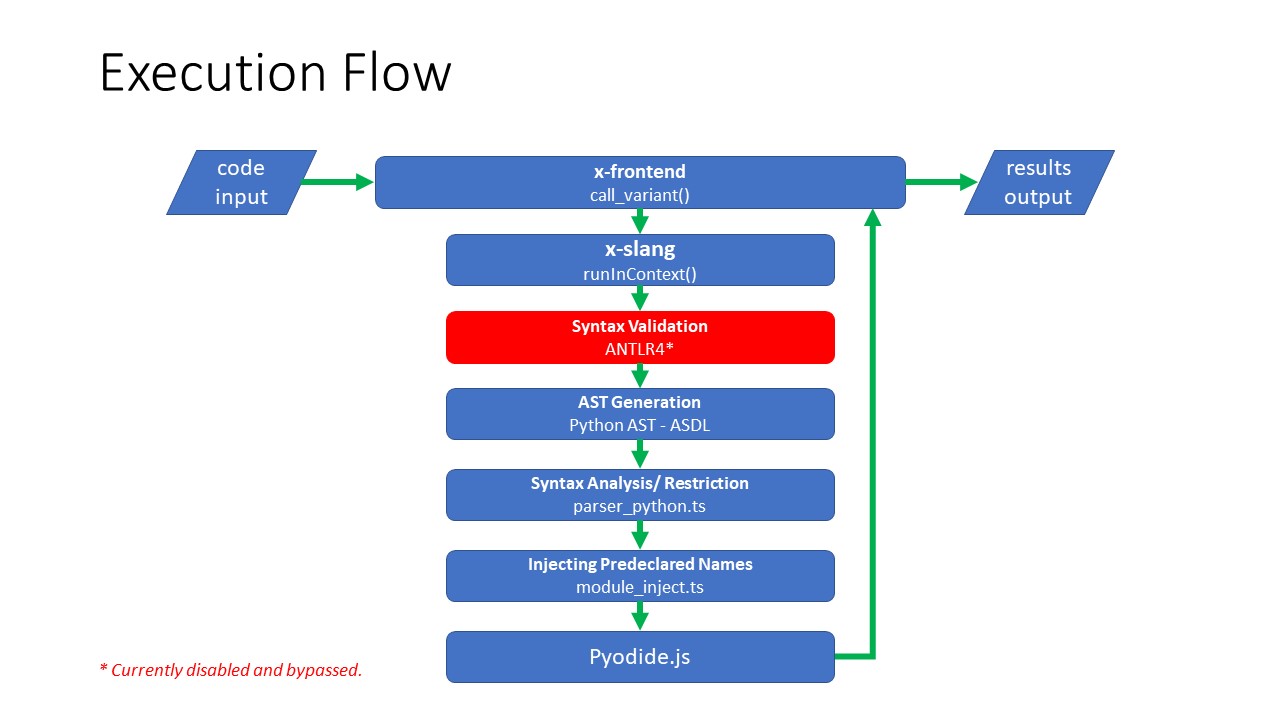 Execution Flow
code
input
x-frontend
call_variant()
results
output
x-slang
runInContext()
Syntax Validation
ANTLR4*
AST Generation
Python AST - ASDL
Syntax Analysis/ Restriction
parser_python.ts
Injecting Predeclared Names
module_inject.ts
Pyodide.js
* Currently disabled and bypassed.